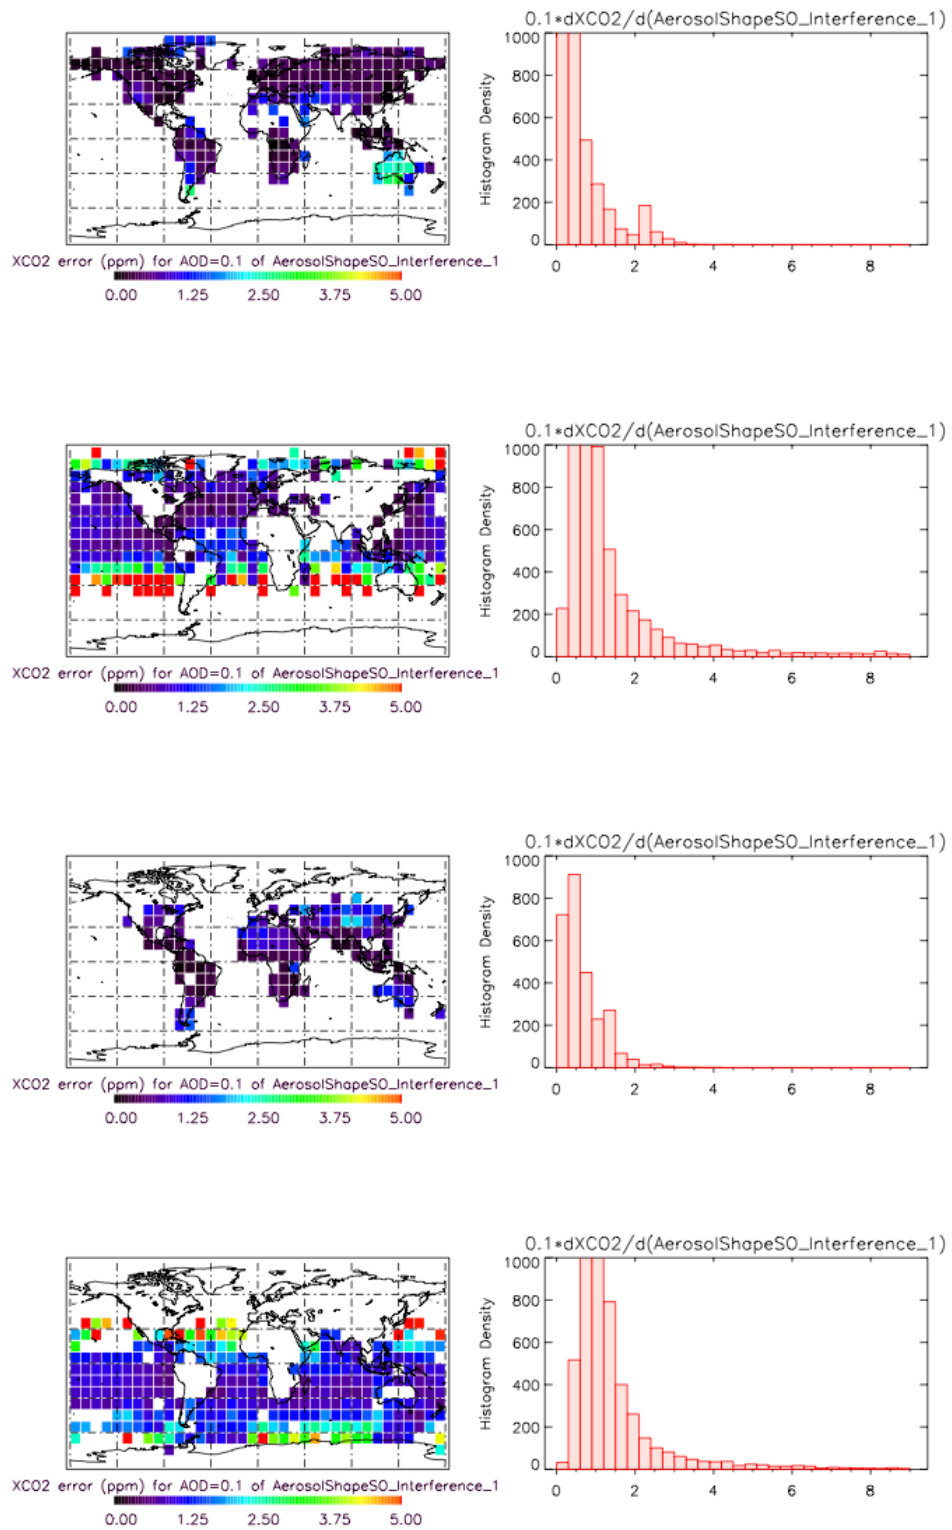 0.1*dXCO2/d(AerosolShapeSO_Interference_1)
1000
800
600
400
200
0
Histogram Density
0 2 4 6 8
XCO2 error (ppm) for AOD=0.1 of AerosolShapeSO_Interference_1
0.00 1.25 2.50 3.75 5.00
0.1*dXCO2/d(AerosolShapeSO_Interference_1)
1000
800
600
400
200
0
Histogram Density
0 2 4 6 8
XCO2 error (ppm) for AOD=0.1 of AerosolShapeSO_Interference_1
0.00 1.25 2.50 3.75 5.00
0.1*dXCO2/d(AerosolShapeSO_Interference_1)
1000
800
600
400
200
0
Histogram Density
0 2 4 6 8
XCO2 error (ppm) for AOD=0.1 of AerosolShapeSO_Interference_1
0.00 1.25 2.50 3.75 5.00
0.1*dXCO2/d(AerosolShapeSO_Interference_1)
1000
800
600
400
200
0
Histogram Density
0 2 4 6 8
XCO2 error (ppm) for AOD=0.1 of AerosolShapeSO_Interference_1
0.00 1.25 2.50 3.75 5.00